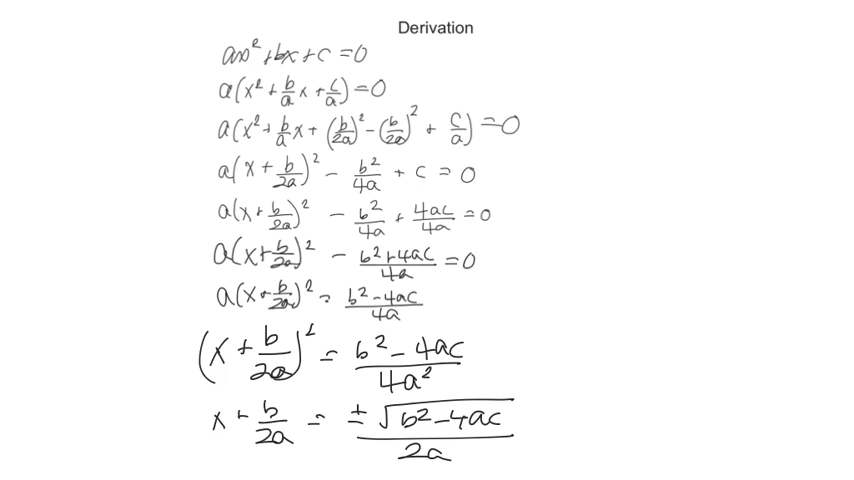 Derivation
ax² + bx + c = 0
a(x² + b/a x + c/a) = 0
a(x² + b/a x + (b/2a)² - (b/2a)² + c/a) = 0
a(x + b/2a)² - b²/4a + c = 0
a(x + b/2a)² - b²/4a + 4ac/4a = 0
a(x + b/2a)² - b² + 4ac/4a = 0
a(x + b/2a)² = b² - 4ac/4a
(x + b/2a)² = b² - 4ac/4a²
x + b/2a = ± √b² - 4ac/2a